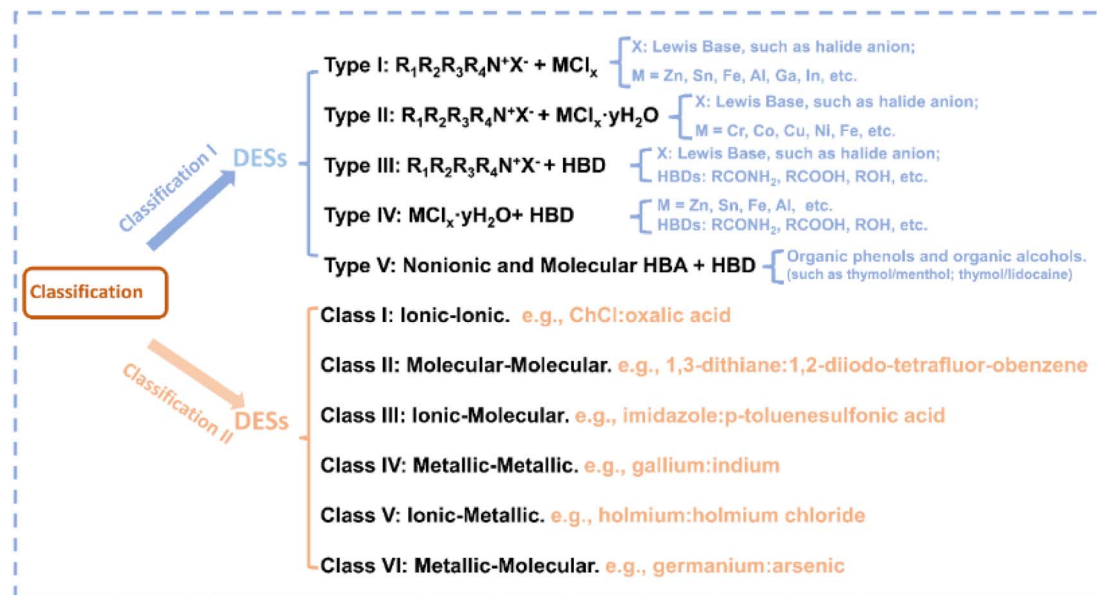 Classification
Classification I
DESs
Type I: R₁R₂R₃R₄N⁺X⁻ + MClₓ
X: Lewis Base, such as halide anion;
M = Zn, Sn, Fe, Al, Ga, In, etc.
Type II: R₁R₂R₃R₄N⁺X⁻ + MClₓ·yH₂O
X: Lewis Base, such as halide anion;
M = Cr, Co, Cu, Ni, Fe, etc.
Type III: R₁R₂R₃R₄N⁺X⁻ + HBD
X: Lewis Base, such as halide anion;
HBDs: RCONH₂, RCOOH, ROH, etc.
Type IV: MClₓ·yH₂O+ HBD
M = Zn, Sn, Fe, Al, etc.
HBDs: RCONH₂, RCOOH, ROH, etc.
Type V: Nonionic and Molecular HBA + HBD
Organic phenols and organic alcohols.
(such as thymol/menthol; thymol/lidocaine)
Classification II
DESs
Class I: Ionic-Ionic. e.g., ChCl:oxalic acid
Class II: Molecular-Molecular. e.g., 1,3-dithiane:1,2-diiodo-tetrafluor-obenzene
Class III: Ionic-Molecular. e.g., imidazole:p-toluenesulfonic acid
Class IV: Metallic-Metallic. e.g., gallium:indium
Class V: Ionic-Metallic. e.g., holmium:holmium chloride
Class VI: Metallic-Molecular. e.g., germanium:arsenic